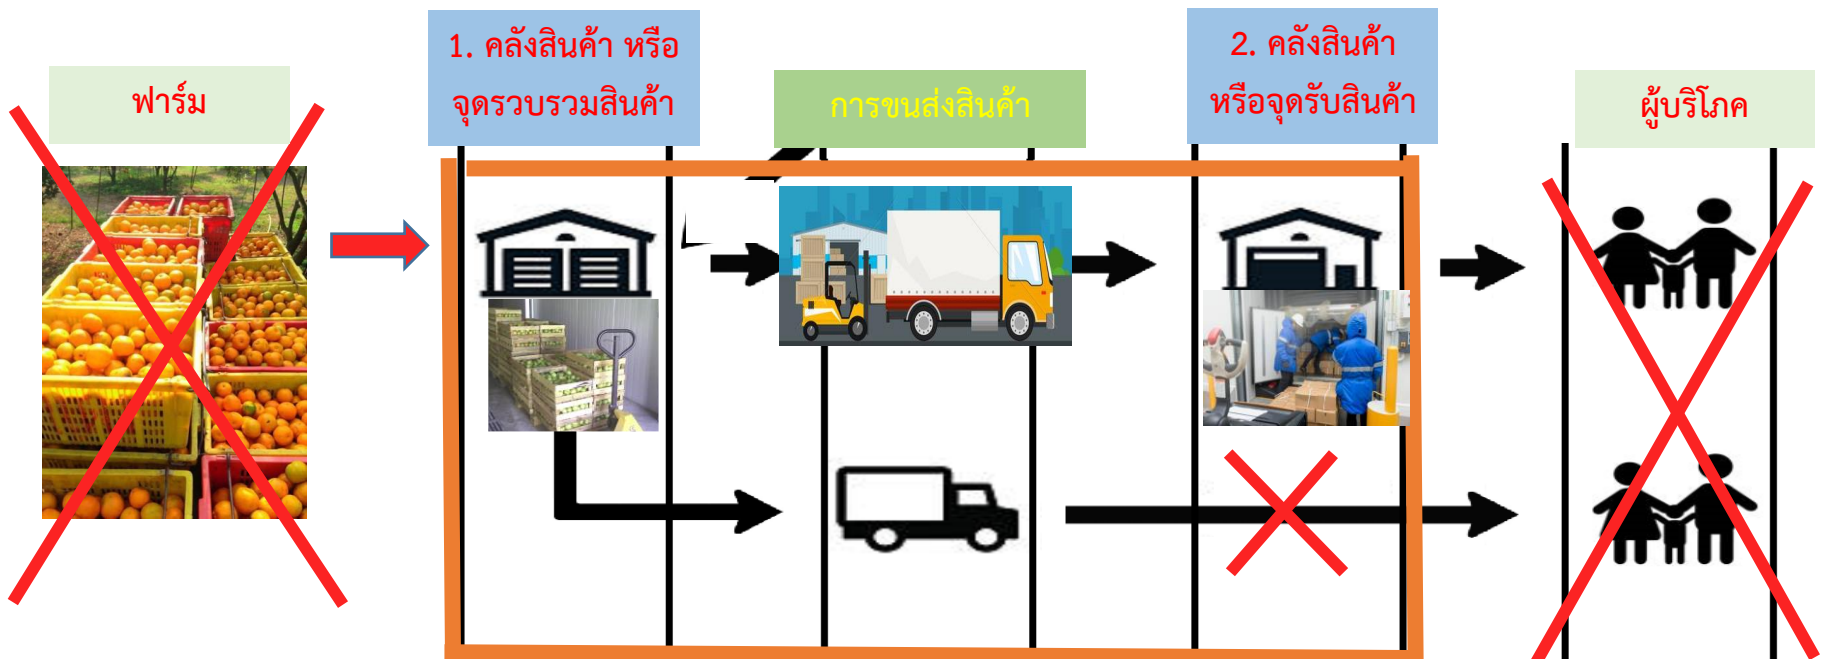 ฟาร์ม
1. คลังสินค้า หรือ
จุดรวบรวมสินค้า
การขนส่งสินค้า
2. คลังสินค้า
หรือจุดรับสินค้า
ผู้บริโภค